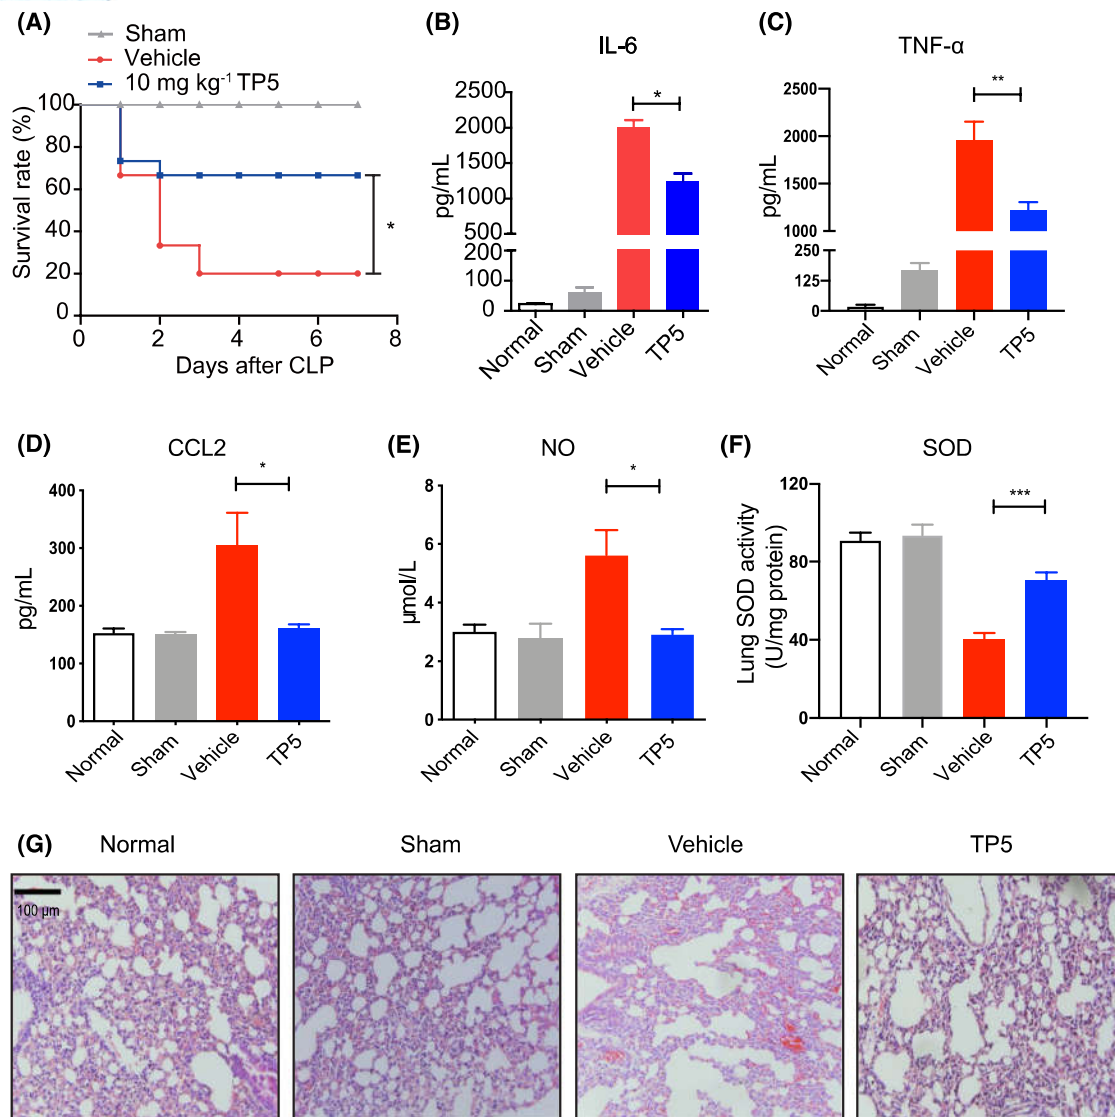 (A)
Sham
Vehicle
10 mg kg-1 TP5
Survival rate (%)
100
80
60
40
20
0
0 2 4 6 8
Days after CLP
*
(B)
IL-6
pg/mL
2500
2000
1500
1000
500
200
100
0
*
Normal Sham Vehicle TP5
(C)
TNF-α
pg/mL
2500
2000
1500
1000
250
125
0
**
Normal Sham Vehicle TP5
(D)
CCL2
pg/mL
400
300
200
100
0
*
Normal Sham Vehicle TP5
(E)
NO
μmol/L
8
6
4
2
0
*
Normal Sham Vehicle TP5
(F)
SOD
Lung SOD activity
(U/mg protein)
120
80
40
0
***
Normal Sham Vehicle TP5
(G)
Normal Sham Vehicle TP5
100 μm